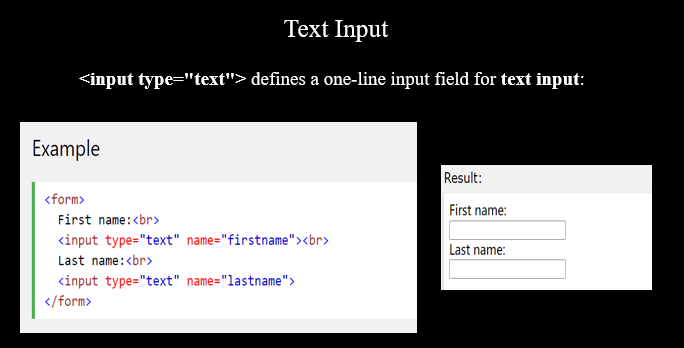 Text Input
<input type="text"> defines a one-line input field for text input:
Example
<form>
First name:<br>
<input type="text" name="firstname"><br>
Last name:<br>
<input type="text" name="lastname">
</form>
Result:
First name:
Last name: